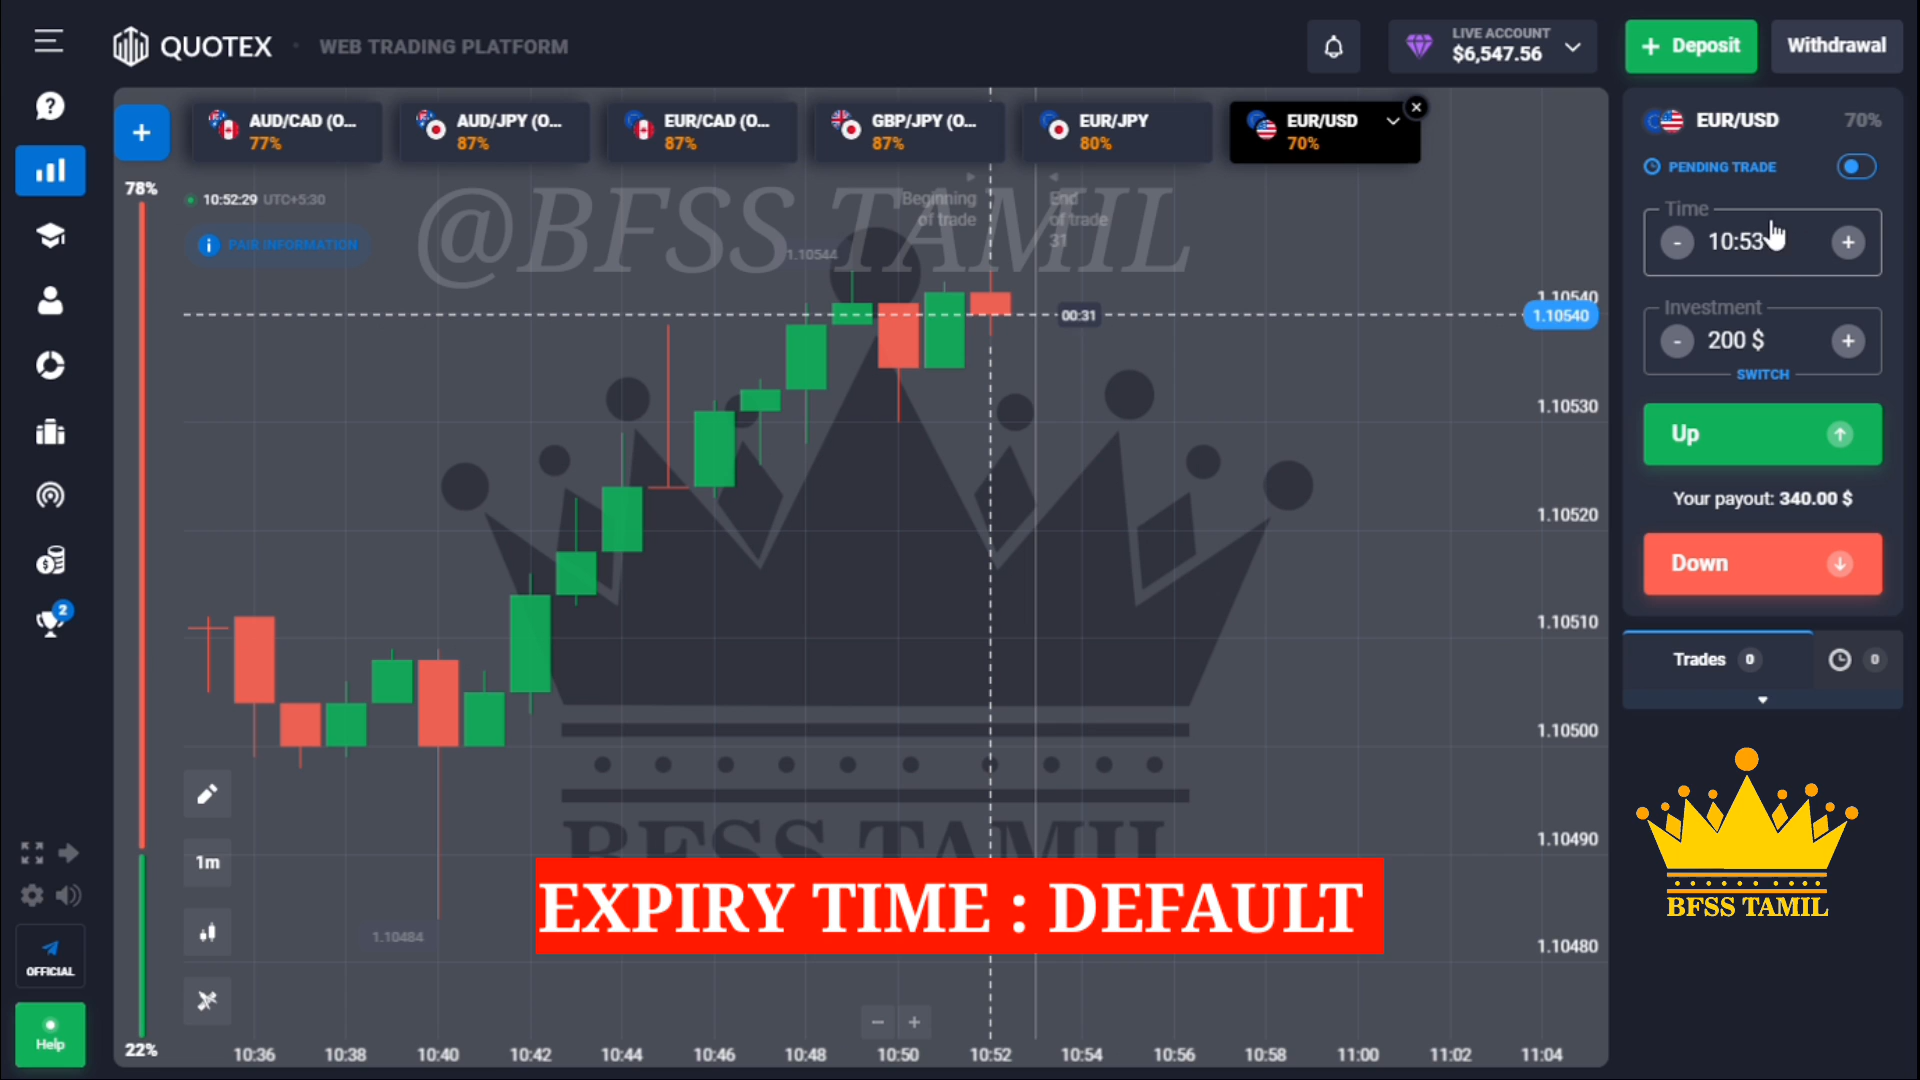 QUOTEX
WEB TRADING PLATFORM
LIVE ACCOUNT
$6,547.56
+ Deposit
Withdrawal
+
AUD/CAD (O...
77%
AUD/JPY (O...
87%
EUR/CAD (O...
87%
GBP/JPY (O...
87%
EUR/JPY
80%
EUR/USD
70%
EUR/USD
70%
PENDING TRADE
78%
10:52:29 UTC+5:30
PAIR INFORMATION
@BFSS TAMIL
Beginning
of trade
End
of trade
31
1.10544
Time
- 10:53 +
00:31
1.10540
1.10540
Investment
- 200 $ +
SWITCH
1.10530
Up
Your payout: 340.00 $
1.10520
Down
1.10510
Trades 0
0
2
1.10500
BFSS TAMIL
1m
1.10490
EXPIRY TIME : DEFAULT
BFSS TAMIL
1.10484
1.10480
OFFICIAL
Help
22%
- +
10:36 10:38 10:40 10:42 10:44 10:46 10:48 10:50 10:52 10:54 10:56 10:58 11:00 11:02 11:04